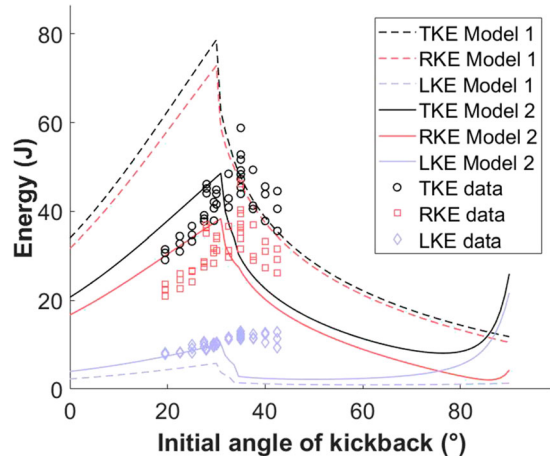 80
60
40
20
0
Energy (J)
0
20
40
60
80
Initial angle of kickback (°)
TKE Model 1
RKE Model 1
LKE Model 1
TKE Model 2
RKE Model 2
LKE Model 2
TKE data
RKE data
LKE data